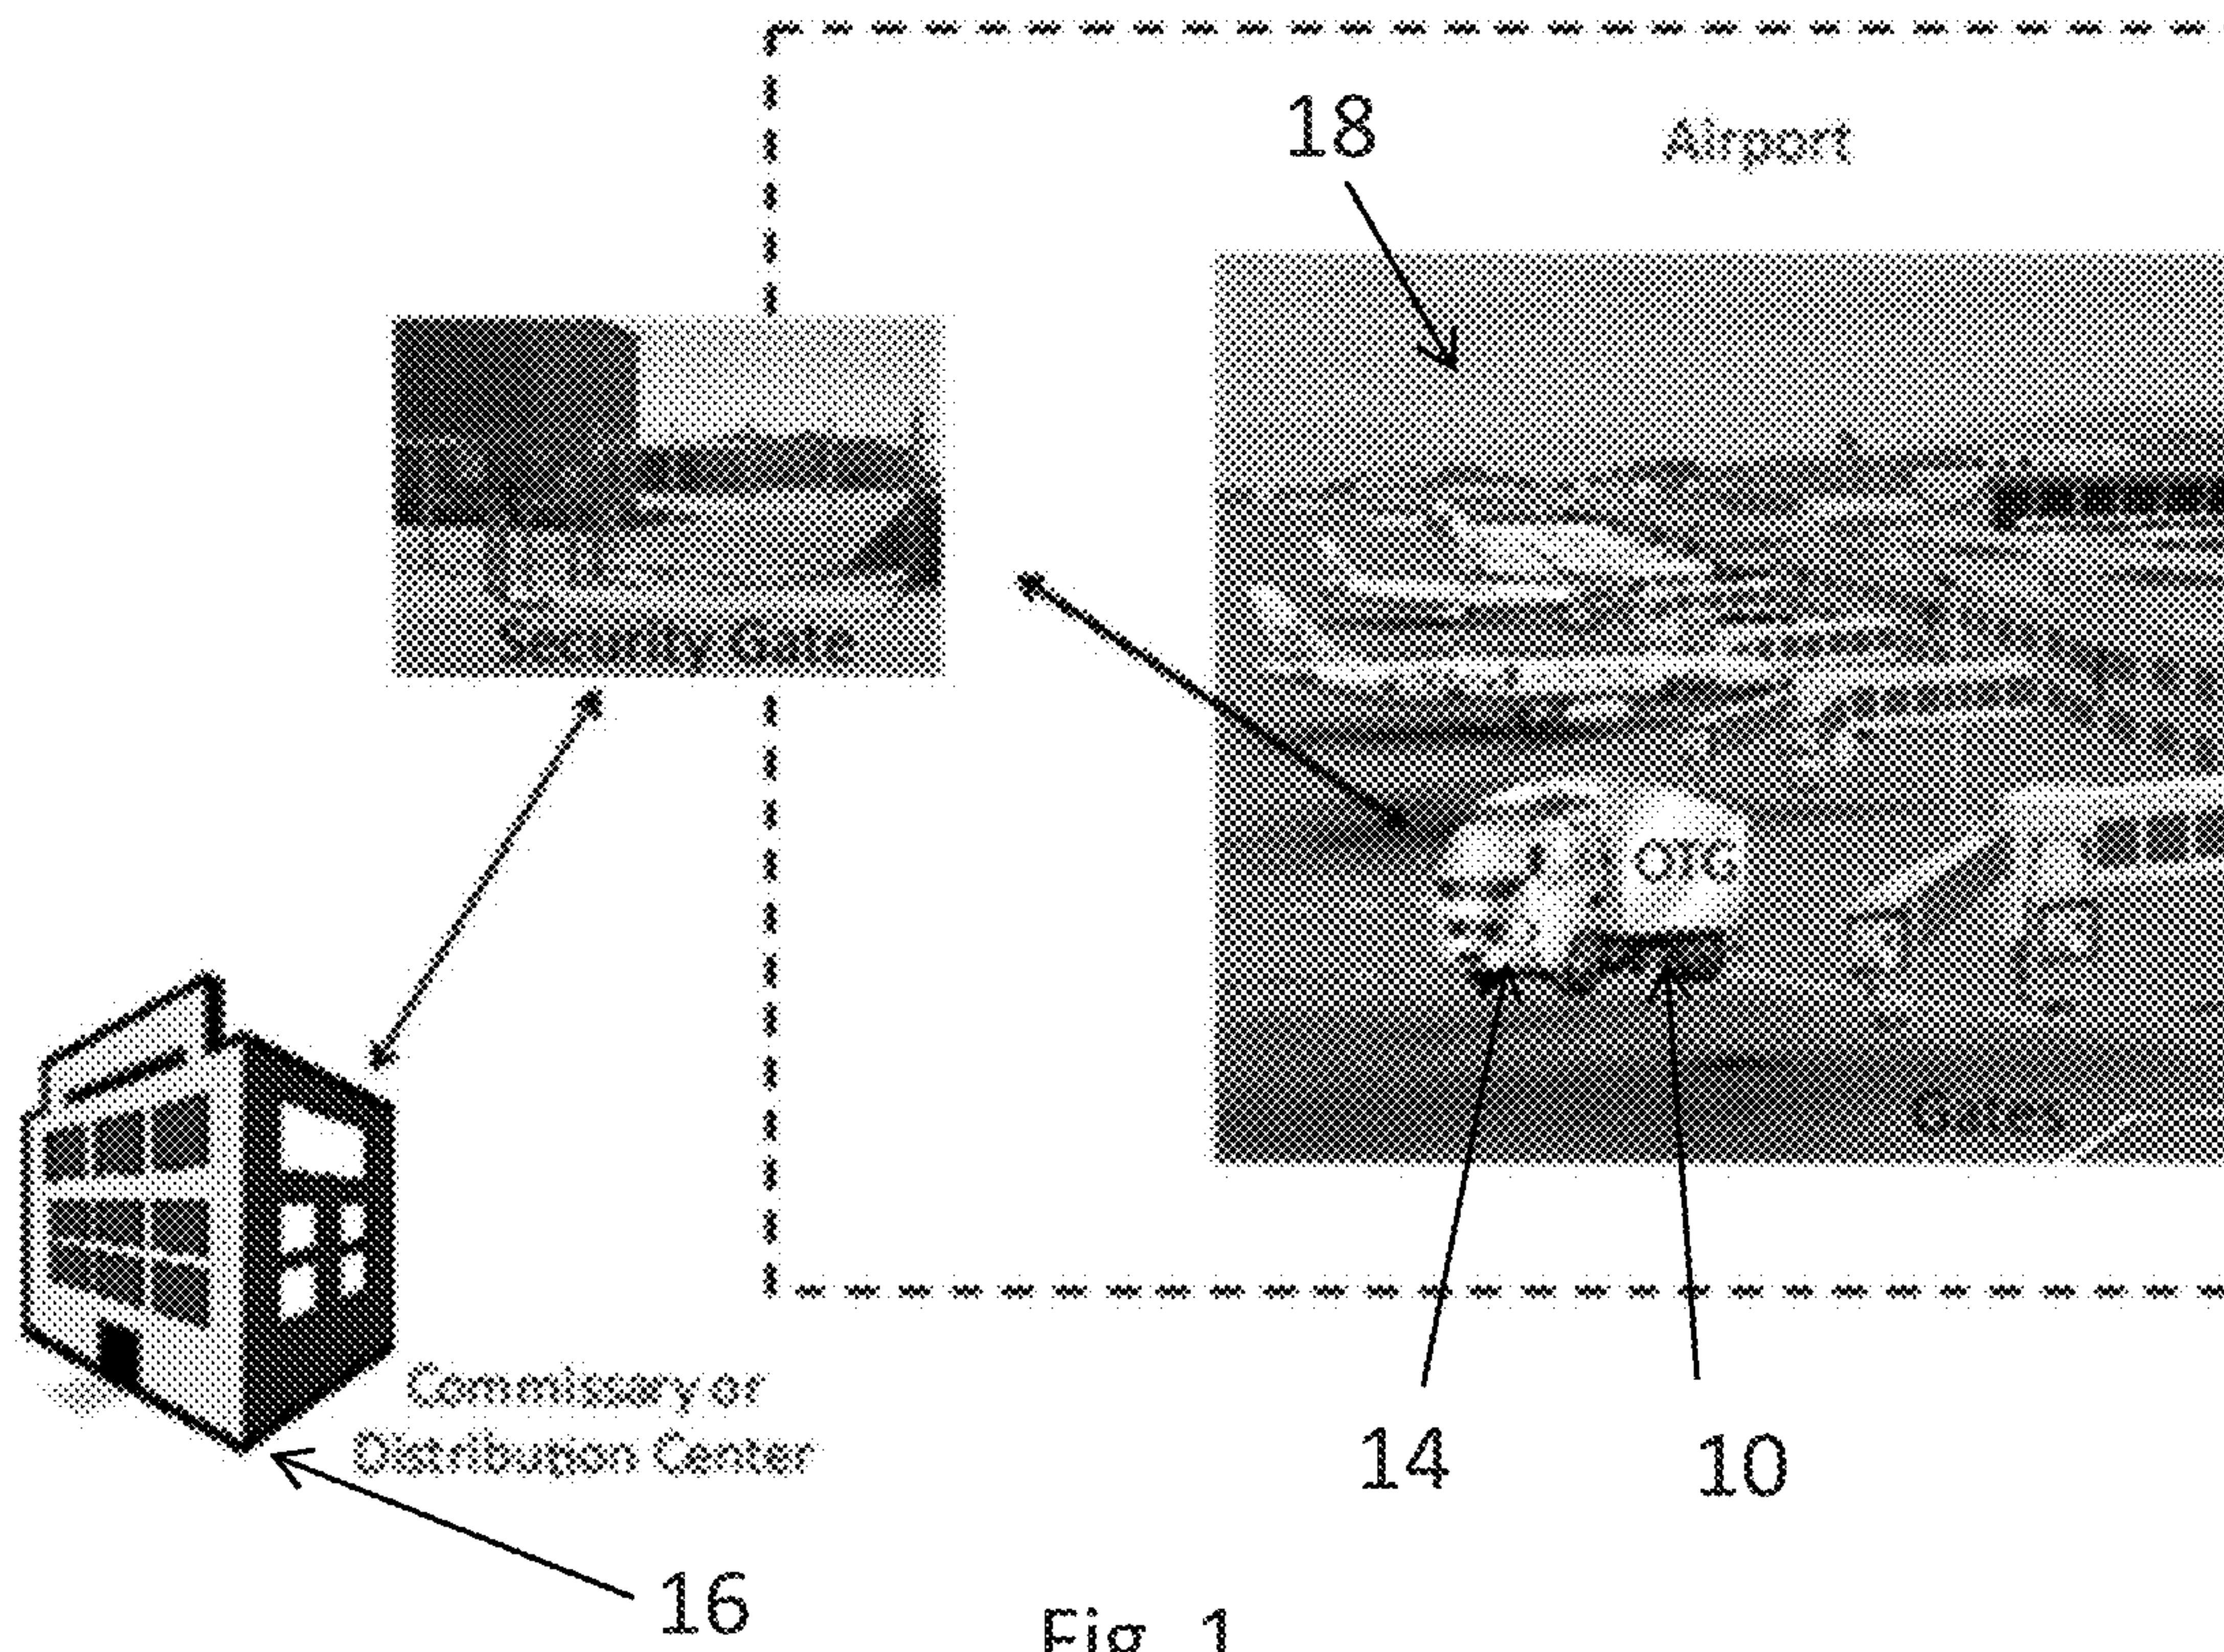 18
Airport
Security Gate
OTG
Gates
Commissary or
Distribution Center
14
10
16
Fig. 1